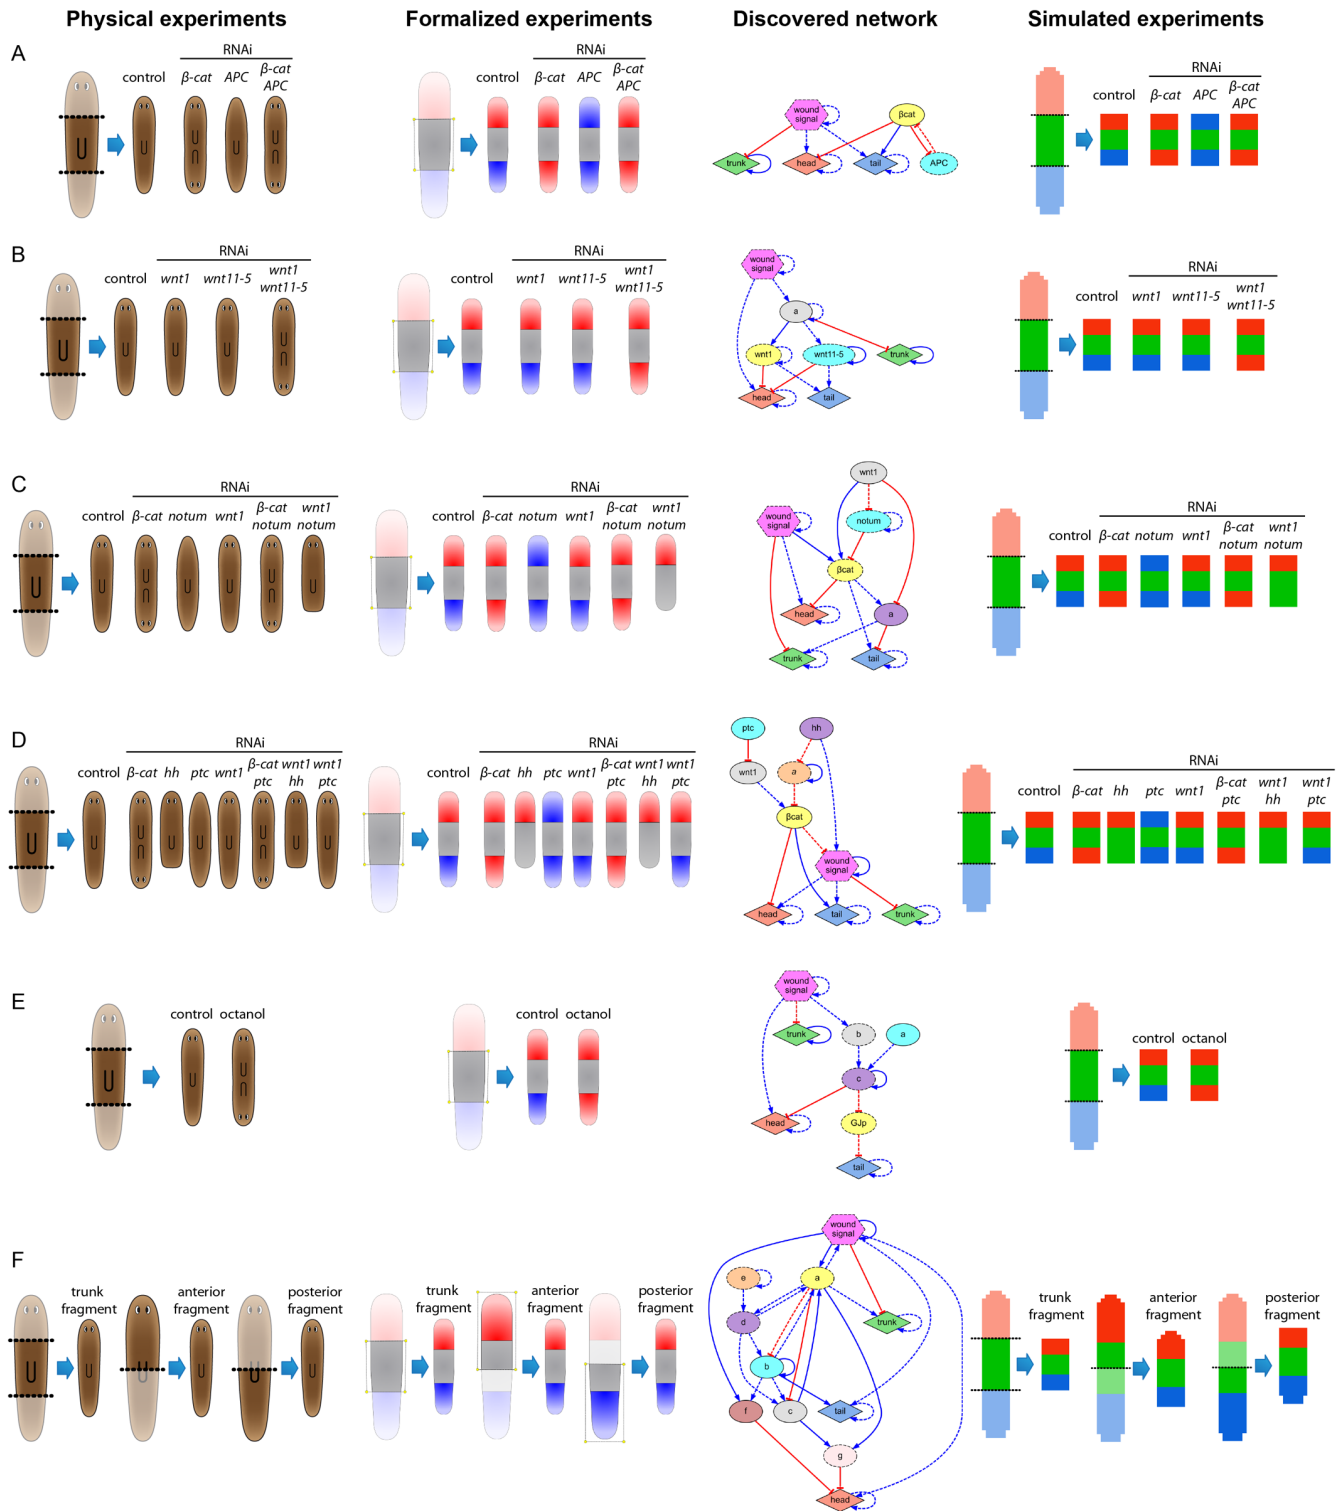 Physical experiments Formalized experiments Discovered network Simulated experiments
A
RNAi
control β-cat APC β-cat APC
RNAi
control β-cat APC β-cat APC
wound signal
βcat
trunk head tail APC
RNAi
control β-cat APC β-cat APC
B
RNAi
control wnt1 wnt11-5 wnt1 wnt11-5
RNAi
control wnt1 wnt11-5 wnt1 wnt11-5
wound signal
a
wnt1 wnt11-5 trunk
head tail
RNAi
control wnt1 wnt11-5 wnt1 wnt11-5
C
RNAi
control β-cat notum wnt1 β-cat notum wnt1 notum
RNAi
control β-cat notum wnt1 β-cat notum wnt1 notum
wnt1
wound signal
notum
βcat
head a
trunk tail
RNAi
control β-cat notum wnt1 β-cat notum wnt1 notum
D
RNAi
control β-cat hh ptc wnt1 β-cat ptc wnt1 hh wnt1 ptc
RNAi
control β-cat hh ptc wnt1 β-cat ptc wnt1 hh wnt1 ptc
ptc hh
wnt1 a
βcat
wound signal
head tail trunk
RNAi
control β-cat hh ptc wnt1 β-cat ptc wnt1 hh wnt1 ptc
E
control octanol
control octanol
wound signal
trunk b a
c
head GJp
tail
control octanol
F
trunk fragment anterior fragment posterior fragment
trunk fragment anterior fragment posterior fragment
wound signal
e a
d trunk
b
f c tail
g
head
trunk fragment anterior fragment posterior fragment